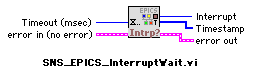 EPICS
Timeout (msec)
Interrupt
Timestamp
error in (no error)
Intrp?
error out
SNS_EPICS_InterruptWait.vi